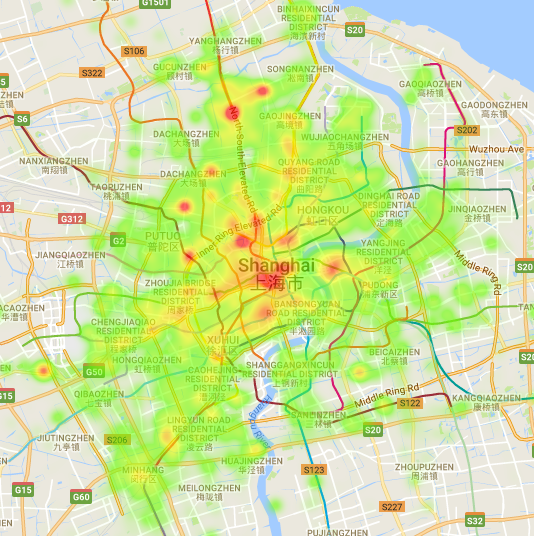 G1501
BINHAIXINCUN
RESIDENTIAL
DISTRICT
海滨新村
S20
YANGHANGZHEN
杨行镇
S106
GUCUNZHEN
顾村镇
SONGNANZHEN
淞南镇
S322
GAOQIAOZHEN
高桥镇
GAODONGZHEN
高东镇
S6
GAOJINGZHEN
高境镇
S202
DACHANGZHEN
大场镇
WUJIAOCHANGZHEN
五角场镇
North-South Elevated Rd
Wuzhou Ave
NANXIANGZHEN
南翔镇
QUYANG ROAD
RESIDENTIAL
DISTRICT
曲阳路
GAOHANGZHEN
高行镇
DACHANGZHEN
大场镇
TAOPUZHEN
桃浦镇
DINGHAI ROAD
RESIDENTIAL
DISTRICT
定海路
G312
HONGKOU
虹口区
JINQIAOZHEN
金桥镇
Inner Ring Elevated Rd
G2
PUTUO
普陀区
YANGJING
RESIDENTIAL
DISTRICT
洋泾
JIANGQIAOZHEN
江桥镇
Middle Ring Rd
Shanghai
上海市
S20
ZHOUJIABRIDGE
RESIDENTIAL
DISTRICT
周家桥
PUDONG
浦东新区
BANSONGYUAN
ROAD RESIDENTIAL
DISTRICT
半淞园路
CHENGJIAQIAO
RESIDENTIAL
DISTRICT
程家桥
XUHUI
徐汇区
BEICAIZHEN
北蔡镇
HONGQIAOZHEN
虹桥镇
G50
CAOHEJING
RESIDENTIAL
DISTRICT
漕河泾
SHANGGANGXINCUN
RESIDENTIAL DISTRICT
上钢新村
G15
QIBAOZHEN
七宝镇
Middle Ring Rd
S122
KANGQIAOZHEN
康桥镇
Huangpu River
SANLINZHEN
三林镇
LINGYUN ROAD
RESIDENTIAL
DISTRICT
凌云路
S20
JIUTINGZHEN
九亭镇
S206
HUAJINGZHEN
华泾镇
MINHANG
闵行区
S123
ZHOUPUZHEN
周浦镇
G15
G60
MEILONGZHEN
梅陇镇
S227
S32
PUJIANGZHEN